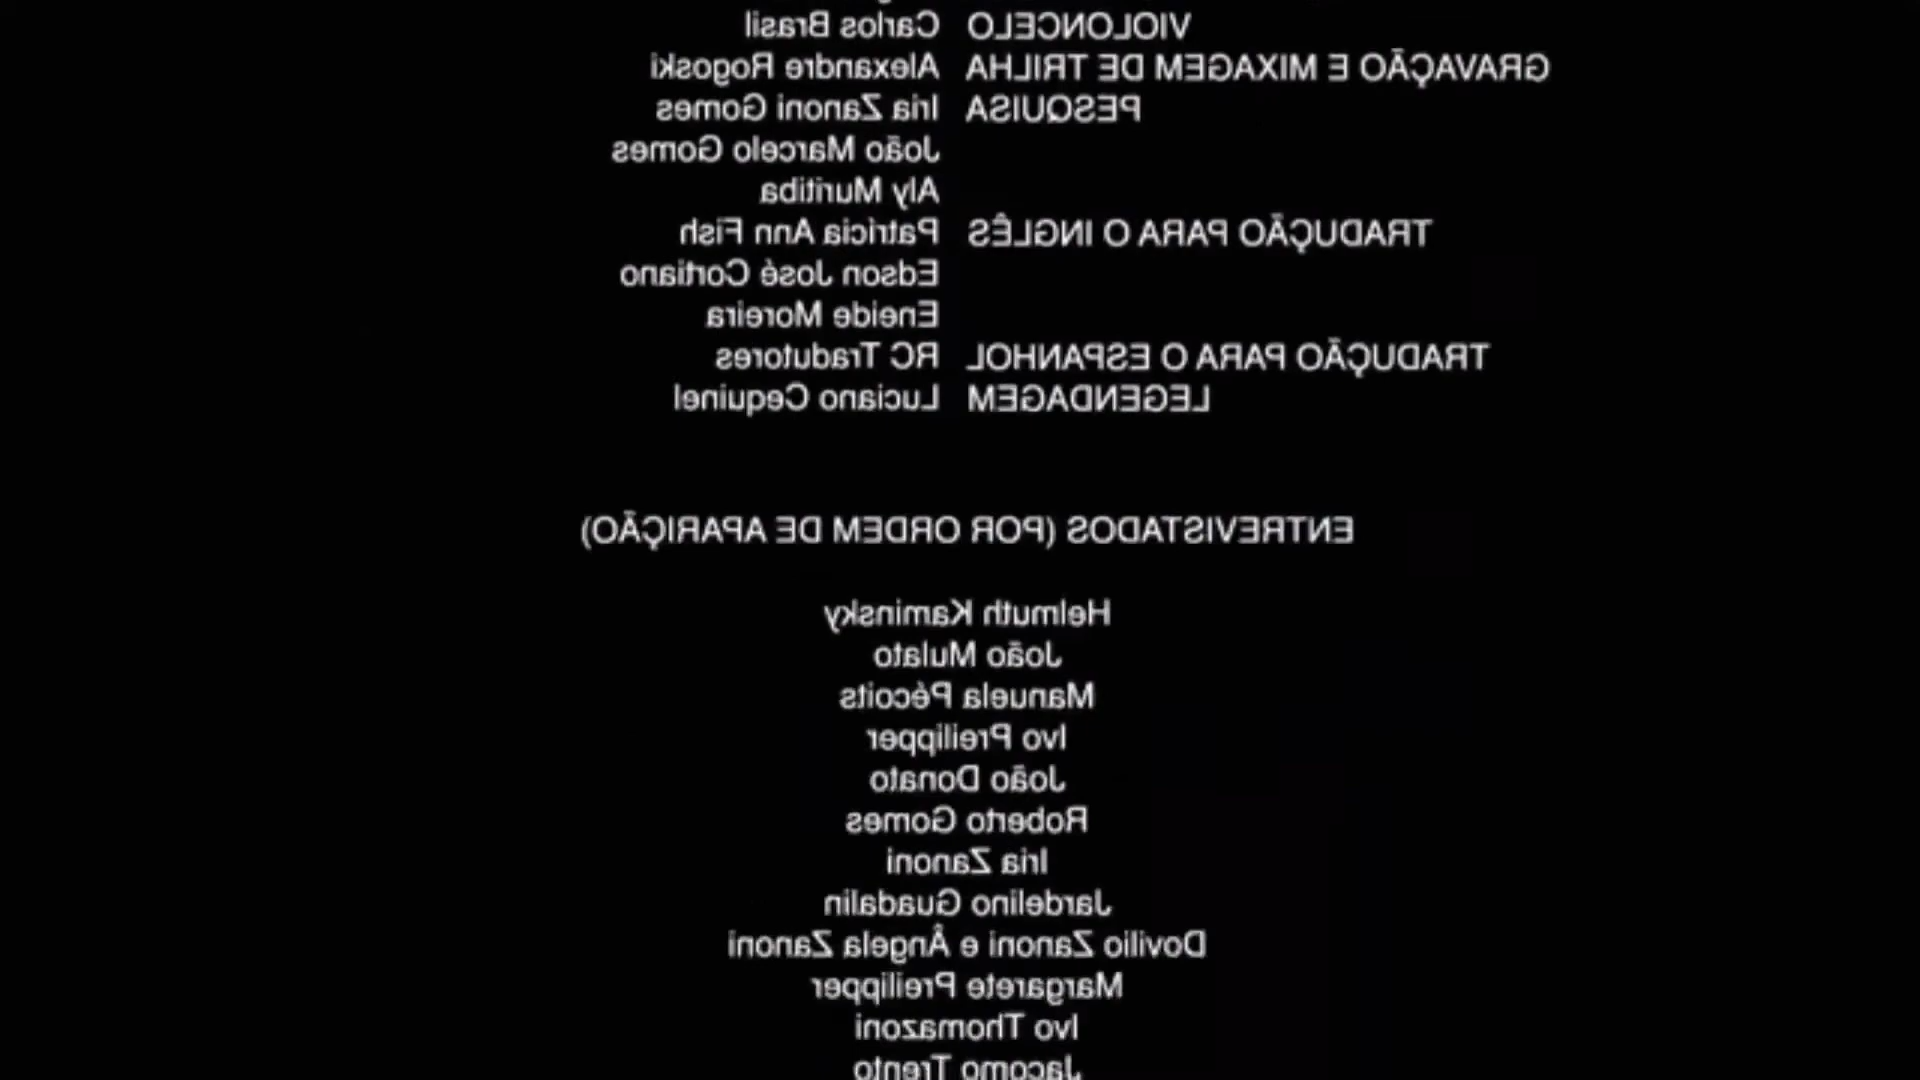 VIOLONCELO Carlos Brasil
GRAVAÇÃO E MIXAGEM DE TRILHA Alexandre Rogoski
PESQUISA Iria Zanoni Gomes
João Marcelo Gomes
Aly Muritiba
TRADUÇÃO PARA O INGLÊS Patrícia Ann Fish
Edson José Cortiano
Eneide Moreira
TRADUÇÃO PARA O ESPANHOL RC Tradutores
LEGENDAGEM Luciano Cequinel
ENTREVISTADOS (POR ORDEM DE APARIÇÃO)
Helmuth Kaminsky
João Mulato
Manuela Pécoits
Ivo Preilipper
João Donato
Roberto Gomes
Iria Zanoni
Jardelino Guadalin
Dovilio Zanoni e Ângela Zanoni
Margarete Preilipper
Ivo Thomazoni
Jacomo Trento